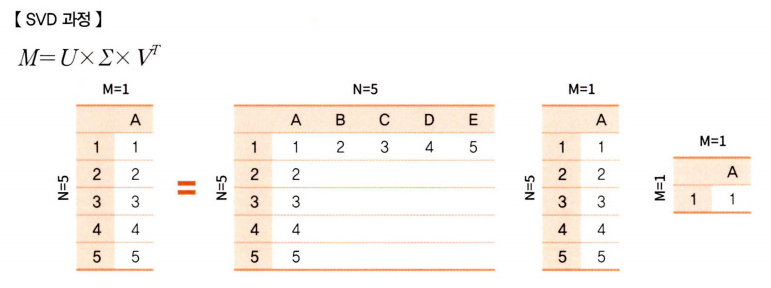 【 SVD 과정 】
M=U×Σ×V^T
M=1 N=5 M=1
A A B C D E A M=1
1 1 1 1 2 3 4 5 1 1
N=5 2 2 = N=5 2 2 N=5 2 2 M=1 A
3 3 3 3 3 3 1 1
4 4 4 4 4 4
5 5 5 5 5 5